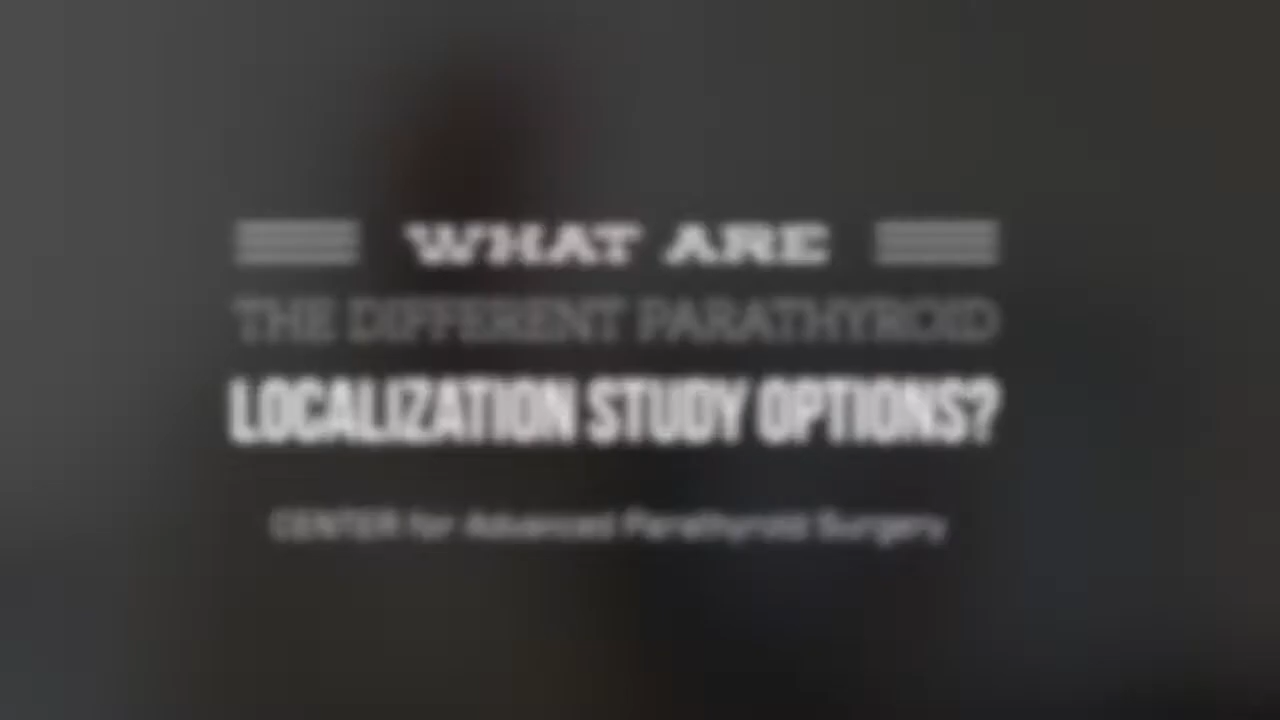 WHAT ARE
THE DIFFERENT PARATHYROID
LOCALIZATION STUDY OPTIONS?
CENTER for Advanced Parathyroid Surgery